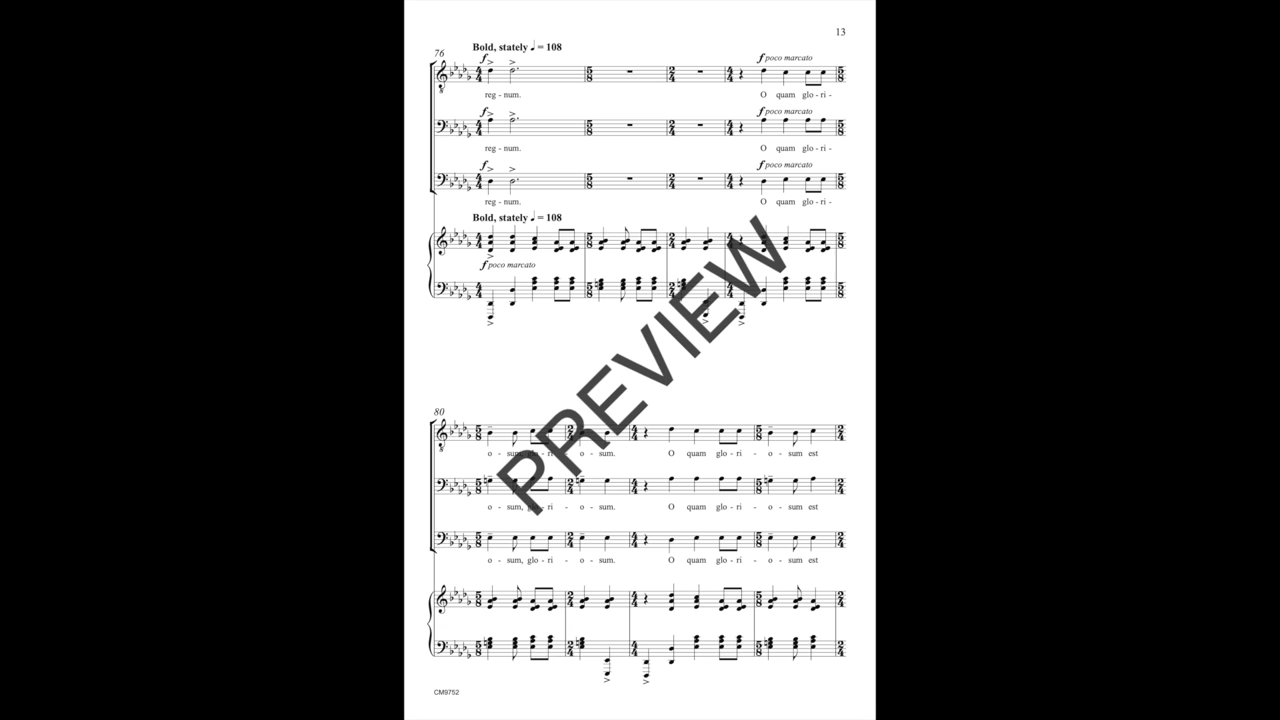 13
Bold, stately ♩ = 108
76
f
f poco marcato
reg - num.
O quam glo - ri -
f
f poco marcato
reg - num.
O quam glo - ri -
f
f poco marcato
reg - num.
O quam glo - ri -
Bold, stately ♩ = 108
f poco marcato
PREVIEW
80
o - sum, glo - ri - o - sum. O quam glo - ri - o - sum est
o - sum, glo - ri - o - sum. O quam glo - ri - o - sum est
o - sum, glo - ri - o - sum. O quam glo - ri - o - sum est
CM9752